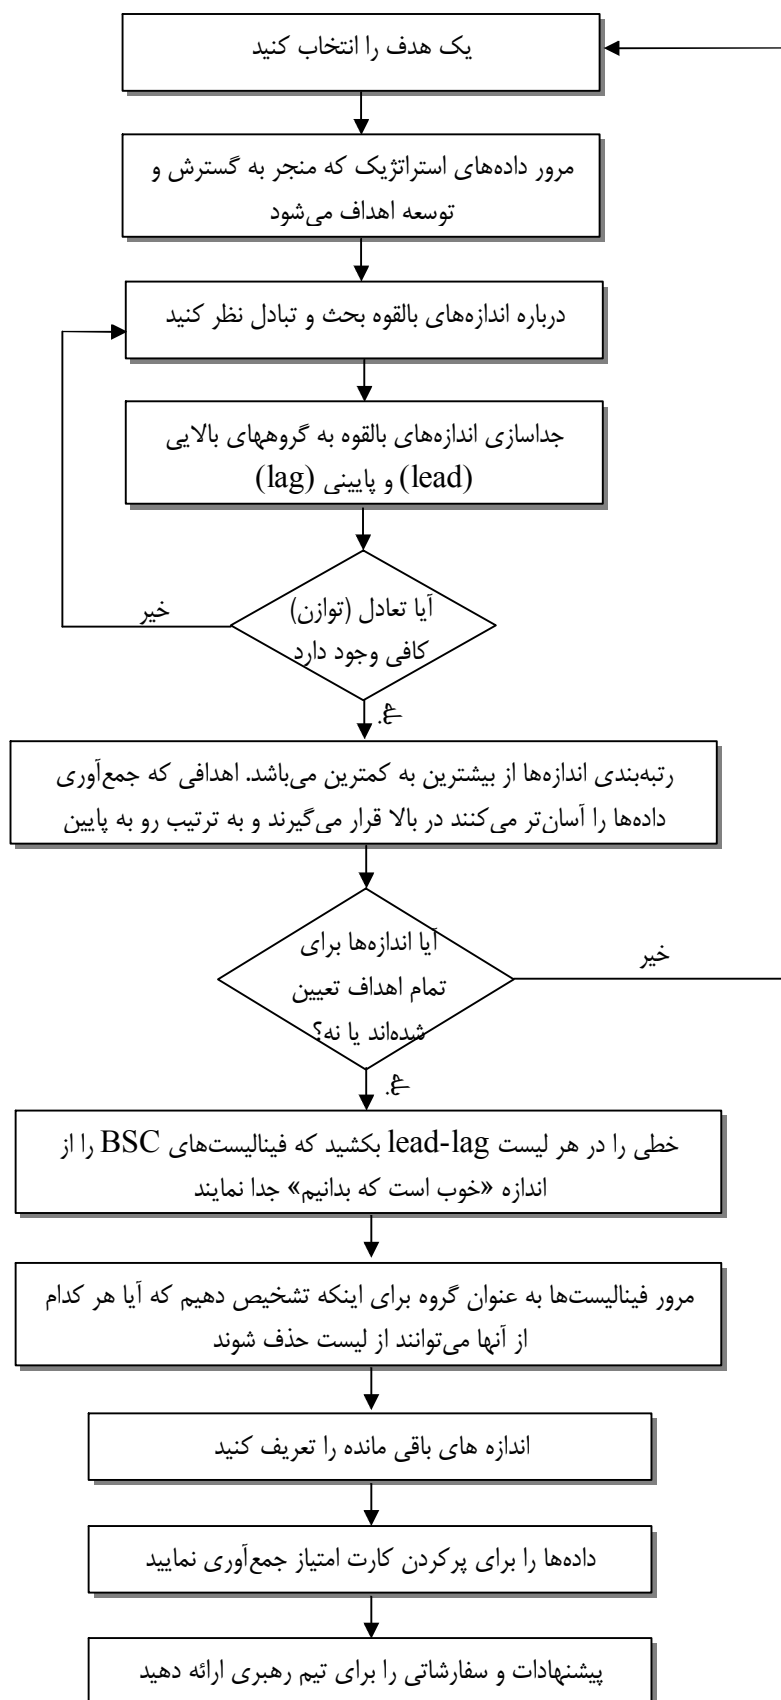 یک هدف را انتخاب کنید
مرور داده‌های استراتژیک که منجر به گسترش و
توسعه اهداف می‌شود
درباره اندازه‌های بالقوه بحث و تبادل نظر کنید
جداسازی اندازه‌های بالقوه به گروههای بالایی
(lead) و پایینی (lag)
آیا تعادل (توازن)
کافی وجود دارد
خیر
رتبه‌بندی اندازه‌ها از بیشترین به کمترین می‌باشد. اهدافی که جمع‌آوری
داده‌ها را آسان‌تر می‌کنند در بالا قرار می‌گیرند و به ترتیب رو به پایین
آیا اندازه‌ها برای
تمام اهداف تعیین
شده‌اند یا نه؟
خیر
خطی را در هر لیست lead-lag بکشید که فینالیست‌های BSC را از
اندازه «خوب است که بدانیم» جدا نمایند
مرور فینالیست‌ها به عنوان گروه برای اینکه تشخیص دهیم که آیا هر کدام
از آنها می‌توانند از لیست حذف شوند
اندازه های باقی مانده را تعریف کنید
داده‌ها را برای پرکردن کارت امتیاز جمع‌آوری نمایید
پیشنهادات و سفارشاتی را برای تیم رهبری ارائه دهید